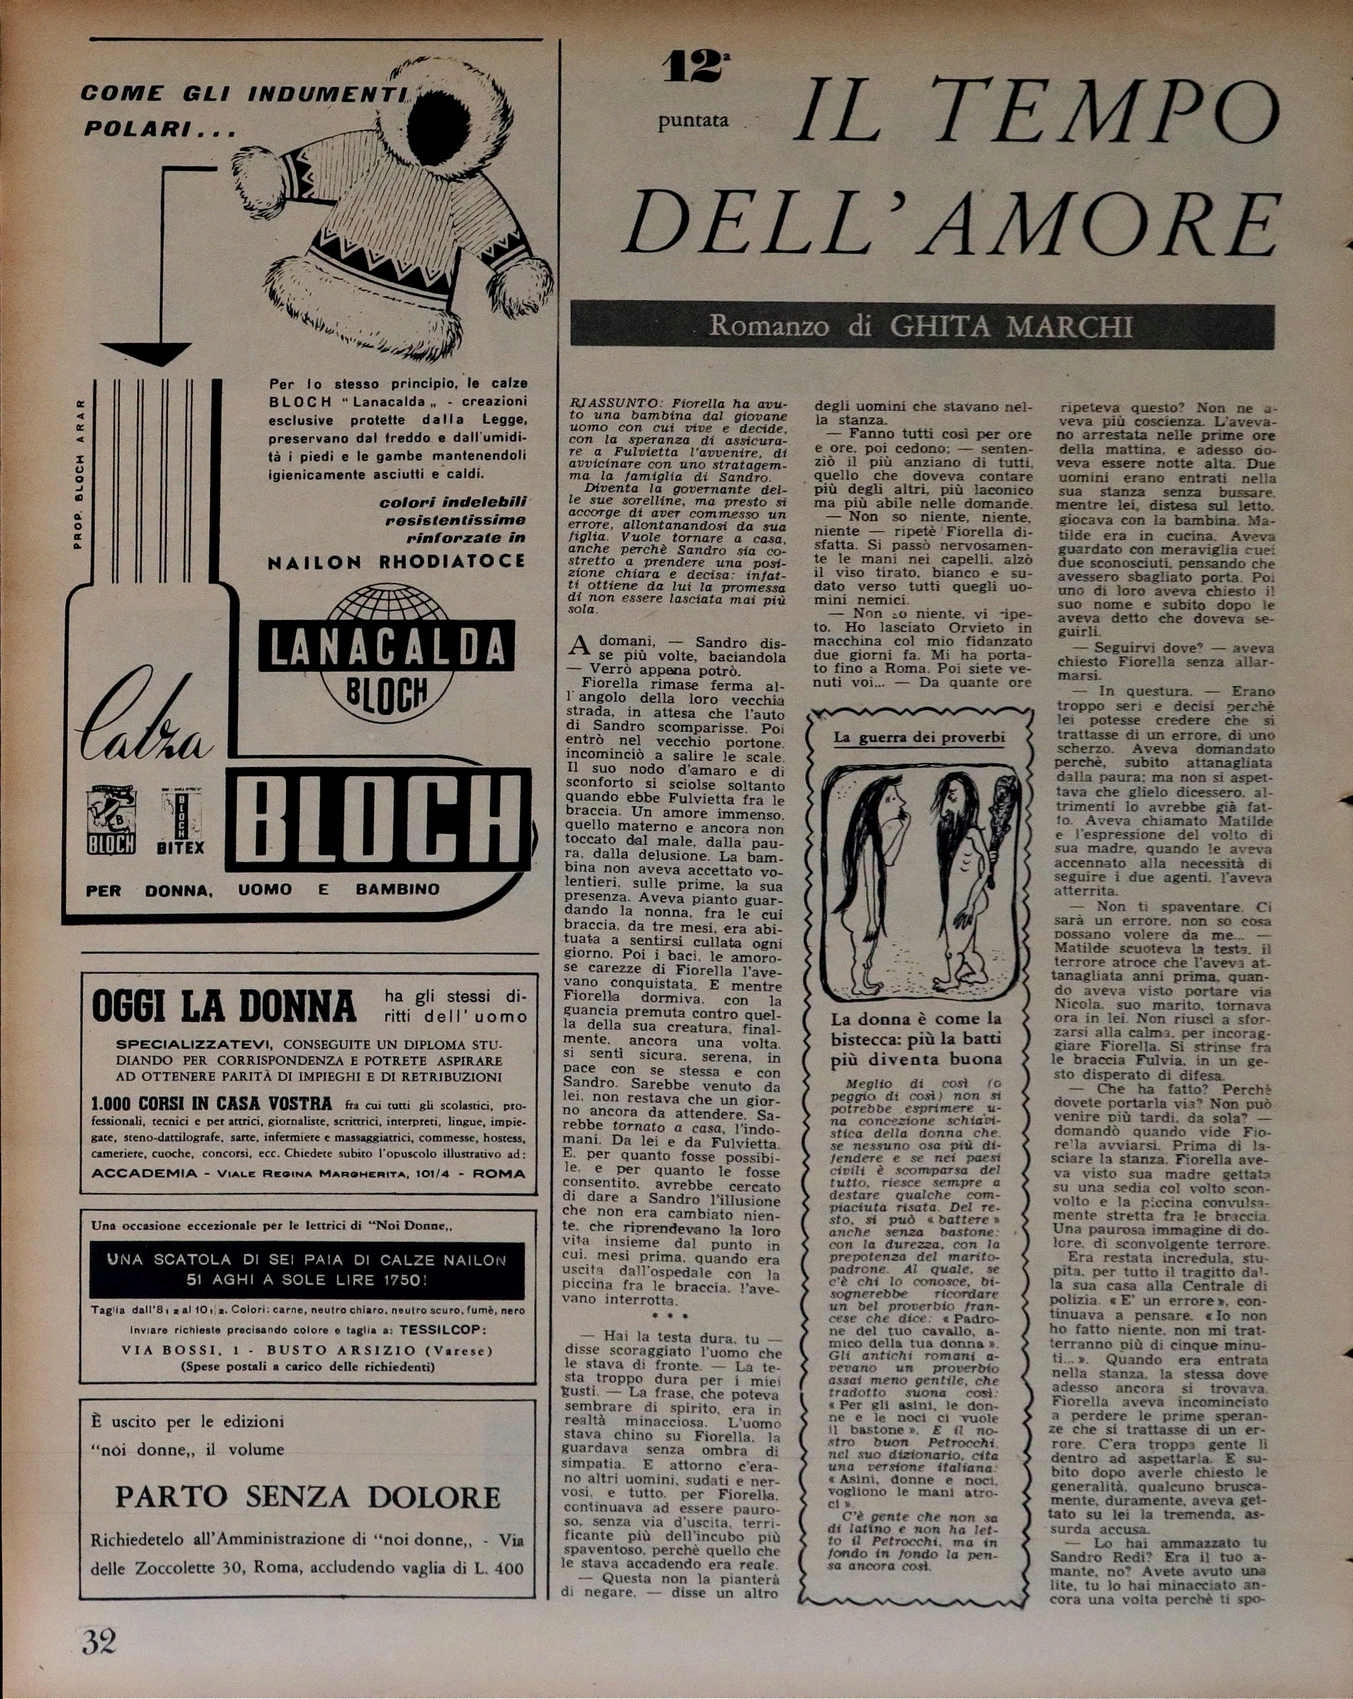 COME GLI INDUMENTI
POLARI...
PROP. BLOCH ARAR
Per lo stesso principio, le calze
BLOCH "Lanacalda„ - creazioni
esclusive protette dalla Legge,
preservano dal freddo e dall'umidi-
tà i piedi e le gambe mantenendoli
igienicamente asciutti e caldi.
colori indelebili
resistentissime
rinforzate in
NAILON RHODIATOCE
LANACALDA
BLOCH
Calza
BLOCH
BLOCH
BITEX
BLOCH
PER DONNA, UOMO E BAMBINO
OGGI LA DONNA ha gli stessi di-
ritti dell'uomo
SPECIALIZZATEVI, CONSEGUITE UN DIPLOMA STU-
DIANDO PER CORRISPONDENZA E POTRETE ASPIRARE
AD OTTENERE PARITÀ DI IMPIEGHI E DI RETRIBUZIONI
1.000 CORSI IN CASA VOSTRA fra cui tutti gli scolastici, pro-
fessionali, tecnici e per attrici, giornaliste, scrittrici, interpreti, lingue, impie-
gate, steno-dattilografe, sarte, infermiere e massaggiatrici, commesse, hostess,
cameriere, cuoche, concorsi, ecc. Chiedete subito l'opuscolo illustrativo ad:
ACCADEMIA - VIALE REGINA MARGHERITA, 101/4 - ROMA
Una occasione eccezionale per le lettrici di "Noi Donne„
UNA SCATOLA DI SEI PAIA DI CALZE NAILON
51 AGHI A SOLE LIRE 1750!
Taglia dall'8 1/2 al 10 1/2. Colori: carne, neutro chiaro, neutro scuro, fumè, nero
Inviare richieste precisando colore e taglia a: TESSILCOP:
VIA BOSSI, 1 - BUSTO ARSIZIO (Varese)
(Spese postali a carico delle richiedenti)
È uscito per le edizioni
"noi donne„ il volume
PARTO SENZA DOLORE
Richiedetelo all'Amministrazione di "noi donne„ - Via
delle Zoccolette 30, Roma, accludendo vaglia di L. 400
32
12ª
puntata
IL TEMPO
DELL'AMORE
Romanzo di GHITA MARCHI
RIASSUNTO: Fiorella ha avu-
to una bambina dal giovane
uomo con cui vive e decide,
con la speranza di assicura-
re a Fulvietta l'avvenire, di
avvicinare con uno stratagem-
ma la famiglia di Sandro.
Diventa la governante del-
le sue sorelline, ma presto si
accorge di aver commesso un
errore, allontanandosi da sua
figlia. Vuole tornare a casa,
anche perchè Sandro sia co-
stretto a prendere una posi-
zione chiara e decisa: infat-
ti ottiene da lui la promessa
di non essere lasciata mai più
sola.
A domani, — Sandro dis-
se più volte, baciandola
— Verrò appena potrò.
Fiorella rimase ferma al-
l'angolo della loro vecchia
strada, in attesa che l'auto
di Sandro scomparisse. Poi
entrò nel vecchio portone,
incominciò a salire le scale.
Il suo nodo d'amaro e di
sconforto si sciolse soltanto
quando ebbe Fulvietta fra le
braccia. Un amore immenso,
quello materno e ancora non
toccato dal male, dalla pau-
ra, dalla delusione. La bam-
bina non aveva accettato vo-
lentieri, sulle prime, la sua
presenza. Aveva pianto guar-
dando la nonna, fra le cui
braccia, da tre mesi, era abi-
tuata a sentirsi cullata ogni
giorno. Poi i baci, le amoro-
se carezze di Fiorella l'ave-
vano conquistata. E mentre
Fiorella dormiva, con la
guancia premuta contro quel-
la della sua creatura, final-
mente, ancora una volta,
si sentì sicura, serena, in
pace con se stessa e con
Sandro. Sarebbe venuto da
lei, non restava che un gior-
no ancora da attendere. Sa-
rebbe tornato a casa, l'indo-
mani. Da lei e da Fulvietta.
E, per quanto fosse possibi-
le, e per quanto le fosse
consentito, avrebbe cercato
di dare a Sandro l'illusione
che non era cambiato nien-
te, che riprendevano la loro
vita insieme dal punto in
cui, mesi prima, quando era
uscita dall'ospedale con la
piccina fra le braccia, l'ave-
vano interrotta.
* * *
— Hai la testa dura, tu —
disse scoraggiato l'uomo che
le stava di fronte. — La te-
sta troppo dura per i miei
gusti. — La frase, che poteva
sembrare di spirito, era in
realtà minacciosa. L'uomo
stava chino su Fiorella, la
guardava senza ombra di
simpatia. E attorno c'era-
no altri uomini, sudati e ner-
vosi, e tutto, per Fiorella,
continuava ad essere pauro-
so, senza via d'uscita, terri-
ficante più dell'incubo più
spaventoso, perchè quello che
le stava accadendo era reale.
— Questa non la pianterà
di negare, — disse un altro
degli uomini che stavano nel-
la stanza.
— Fanno tutti così per ore
e ore, poi cedono; — senten-
ziò il più anziano di tutti,
quello che doveva contare
più degli altri, più laconico
ma più abile nelle domande.
— Non so niente, niente,
niente — ripetè Fiorella di-
sfatta. Si passò nervosamen-
te le mani nei capelli, alzò
il viso tirato, bianco e su-
dato verso tutti quegli uo-
mini nemici.
— Non so niente, vi ripe-
to. Ho lasciato Orvieto in
macchina col mio fidanzato
due giorni fa. Mi ha porta-
to fino a Roma. Poi siete ve-
nuti voi... — Da quante ore
La guerra dei proverbi
La donna è come la
bistecca: più la batti
più diventa buona
Meglio di così (o
peggio di così) non si
potrebbe esprimere u-
na concezione schiavi-
stica della donna che,
se nessuno osa più di-
fendere e se nei paesi
civili è scomparsa del
tutto, riesce sempre a
destare qualche com-
piaciuta risata. Del re-
sto, si può « battere »
anche senza bastone:
con la durezza, con la
prepotenza del marito-
padrone. Al quale, se
c'è chi lo conosce, bi-
sognerebbe ricordare
un bel proverbio fran-
cese che dice: « Padro-
ne del tuo cavallo, a-
mico della tua donna ».
Gli antichi romani a-
vevano un proverbio
assai meno gentile, che
tradotto suona così:
« Per gli asini, le don-
ne e le noci ci vuole
il bastone ». E il no-
stro buon Petrocchi,
nel suo dizionario, cita
una versione italiana:
« Asini, donne e noci,
vogliono le mani atro-
ci ».
C'è gente che non sa
di latino e non ha let-
to il Petrocchi, ma in
fondo in fondo la pen-
sa ancora così.
ripeteva questo? Non ne a-
veva più coscienza. L'aveva-
no arrestata nelle prime ore
della mattina, e adesso do-
veva essere notte alta. Due
uomini erano entrati nella
sua stanza senza bussare,
mentre lei, distesa sul letto,
giocava con la bambina. Ma-
tilde era in cucina. Aveva
guardato con meraviglia quei
due sconosciuti, pensando che
avessero sbagliato porta. Poi
uno di loro aveva chiesto il
suo nome e subito dopo le
aveva detto che doveva se-
guirli.
— Seguirvi dove? — aveva
chiesto Fiorella senza allar-
marsi.
— In questura. — Erano
troppo seri e decisi perchè
lei potesse credere che si
trattasse di un errore, di uno
scherzo. Aveva domandato
perchè, subito attanagliata
dalla paura; ma non si aspet-
tava che glielo dicessero, al-
trimenti lo avrebbe già fat-
to. Aveva chiamato Matilde
e l'espressione del volto di
sua madre, quando le aveva
accennato alla necessità di
seguire i due agenti, l'aveva
atterrita.
— Non ti spaventare. Ci
sarà un errore, non so cosa
possano volere da me... —
Matilde scuoteva la testa, il
terrore atroce che l'aveva at-
tanagliata anni prima, quan-
do aveva visto portare via
Nicola, suo marito, tornava
ora in lei. Non riuscì a sfor-
zarsi alla calma, per incorag-
giare Fiorella. Si strinse fra
le braccia Fulvia, in un ge-
sto disperato di difesa.
— Che ha fatto? Perchè
dovete portarla via? Non può
venire più tardi, da sola? —
domandò quando vide Fio-
rella avviarsi. Prima di la-
sciare la stanza, Fiorella ave-
va visto sua madre gettata
su una sedia col volto scon-
volto e la piccina convulsa-
mente stretta fra le braccia.
Una paurosa immagine di do-
lore, di sconvolgente terrore.
Era restata incredula, stu-
pita, per tutto il tragitto dal-
la sua casa alla Centrale di
polizia. « E' un errore », con-
tinuava a pensare, « Io non
ho fatto niente, non mi trat-
terranno più di cinque minu-
ti... ». Quando era entrata
nella stanza, la stessa dove
adesso ancora si trovava,
Fiorella aveva incominciato
a perdere le prime speran-
ze che si trattasse di un er-
rore. C'era troppa gente lì
dentro ad aspettarla. E su-
bito dopo averle chiesto le
generalità, qualcuno brusca-
mente, duramente, aveva get-
tato su lei la tremenda, as-
surda accusa.
— Lo hai ammazzato tu
Sandro Redi? Era il tuo a-
mante, no? Avete avuto una
lite, tu lo hai minacciato an-
cora una volta perchè ti spo-